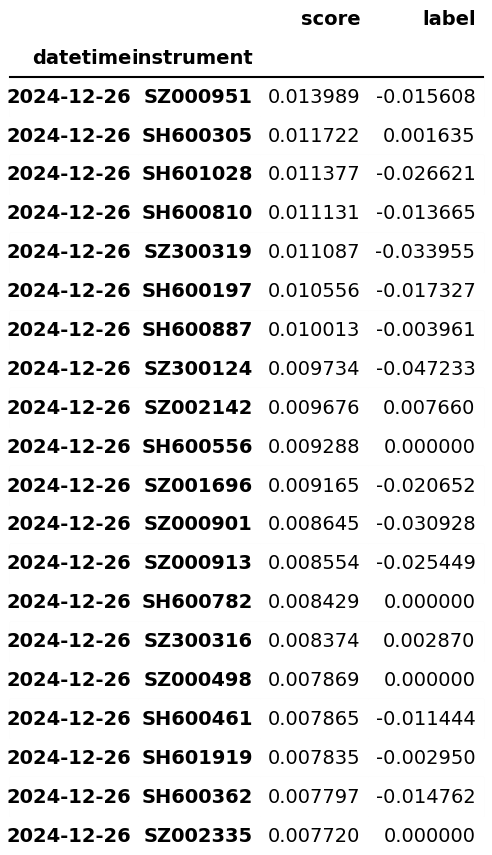 score label
datetime instrument
2024-12-26 SZ000951 0.013989 -0.015608
2024-12-26 SH600305 0.011722 0.001635
2024-12-26 SH601028 0.011377 -0.026621
2024-12-26 SH600810 0.011131 -0.013665
2024-12-26 SZ300319 0.011087 -0.033955
2024-12-26 SH600197 0.010556 -0.017327
2024-12-26 SH600887 0.010013 -0.003961
2024-12-26 SZ300124 0.009734 -0.047233
2024-12-26 SZ002142 0.009676 0.007660
2024-12-26 SH600556 0.009288 0.000000
2024-12-26 SZ001696 0.009165 -0.020652
2024-12-26 SZ000901 0.008645 -0.030928
2024-12-26 SZ000913 0.008554 -0.025449
2024-12-26 SH600782 0.008429 0.000000
2024-12-26 SZ300316 0.008374 0.002870
2024-12-26 SZ000498 0.007869 0.000000
2024-12-26 SH600461 0.007865 -0.011444
2024-12-26 SH601919 0.007835 -0.002950
2024-12-26 SH600362 0.007797 -0.014762
2024-12-26 SZ002335 0.007720 0.000000